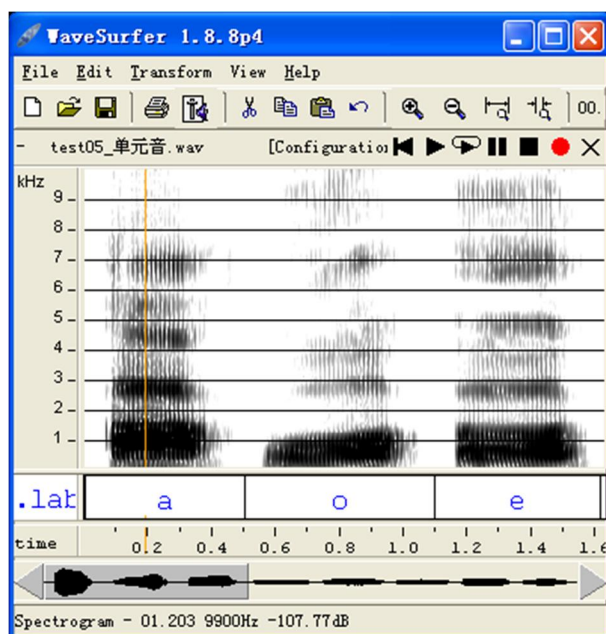 WaveSurfer 1.8.8p4
File Edit Transform View Help
00.
- test05_单元音.wav [Configuration
kHz
9
8
7
6
5
4
3
2
1
.lab a o e
time 0.2 0.4 0.6 0.8 1.0 1.2 1.4 1.6
Spectrogram - 01.203 9900Hz -107.77dB